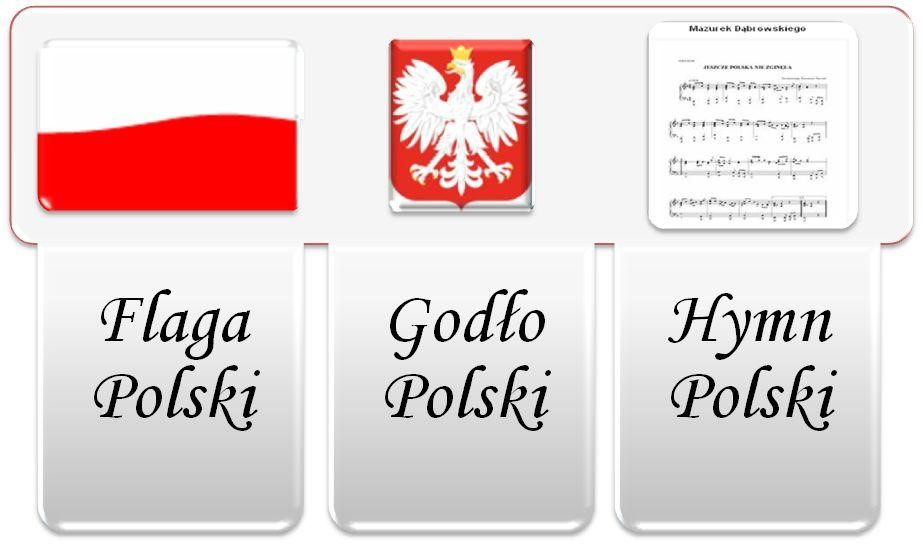 Mazurek Dąbrowskiego
JESZCZE POLSKA NIE ZGINĘŁA
Flaga
Polski
Godło
Polski
Hymn
Polski